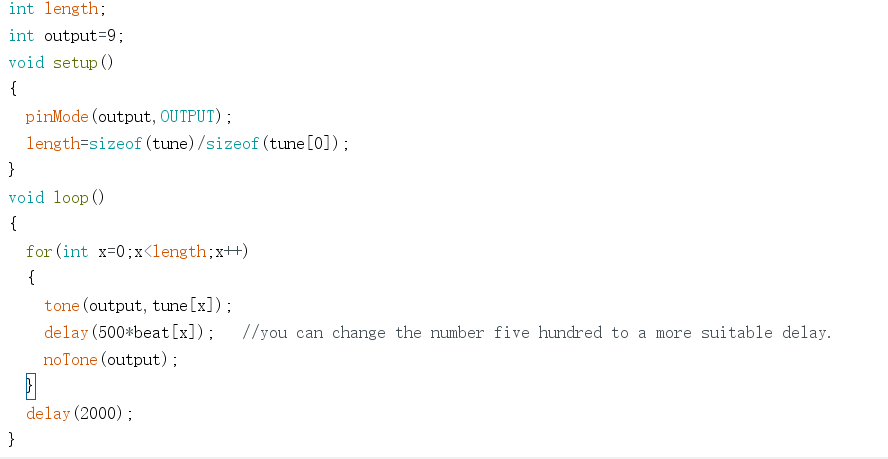 int length;
int output=9;
void setup()
{
  pinMode(output,OUTPUT);
  length=sizeof(tune)/sizeof(tune[0]);
}
void loop()
{
  for(int x=0;x<length;x++)
  {
    tone(output,tune[x]);
    delay(500*beat[x]);   //you can change the number five hundred to a more suitable delay.
    noTone(output);
  }
  delay(2000);
}